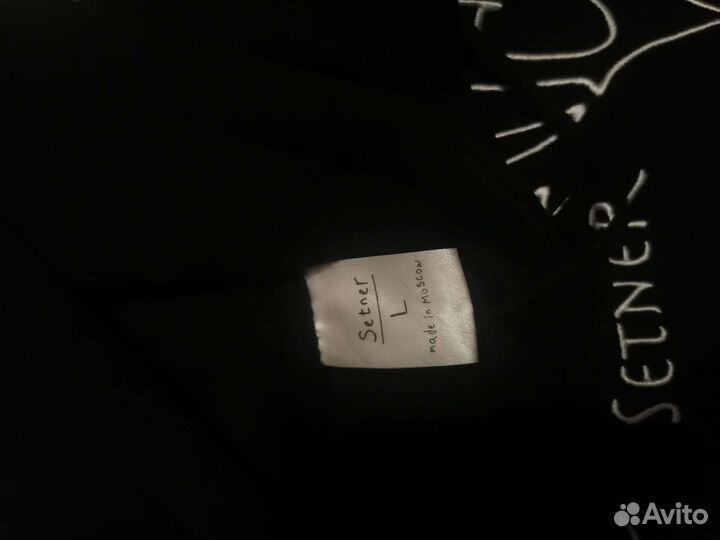 Setner
L
made in Moscow
SETNER
Avito